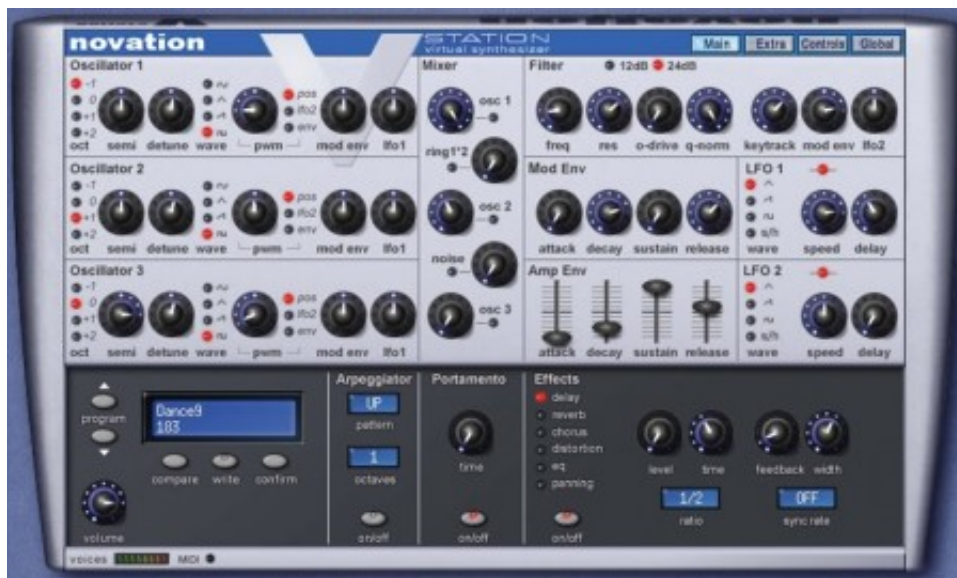 novation
V
STATION
virtual synthesizer
Main Extra Controls Global
Oscillator 1
-1
0
+1
+2
pos
lfo2
env
oct semi detune wave pwm mod env lfo1
Oscillator 2
-1
0
+1
+2
pos
lfo2
env
oct semi detune wave pwm mod env lfo1
Oscillator 3
-1
0
+1
+2
pos
lfo2
env
oct semi detune wave pwm mod env lfo1
Mixer
osc 1
ring1*2
osc 2
noise
osc 3
Filter 12dB 24dB
freq res o-drive q-norm keytrack mod env lfo2
Mod Env
attack decay sustain release
LFO 1
s/h
wave speed delay
Amp Env
attack decay sustain release
LFO 2
s/h
wave speed delay
program
Dance9
183
compare write confirm
volume
Arpeggiator
UP
pattern
1
octaves
on/off
Portamento
time
on/off
Effects
delay
reverb
chorus
distortion
eq
panning
on/off
level time feedback width
1/2
ratio
OFF
sync rate
voices MIDI